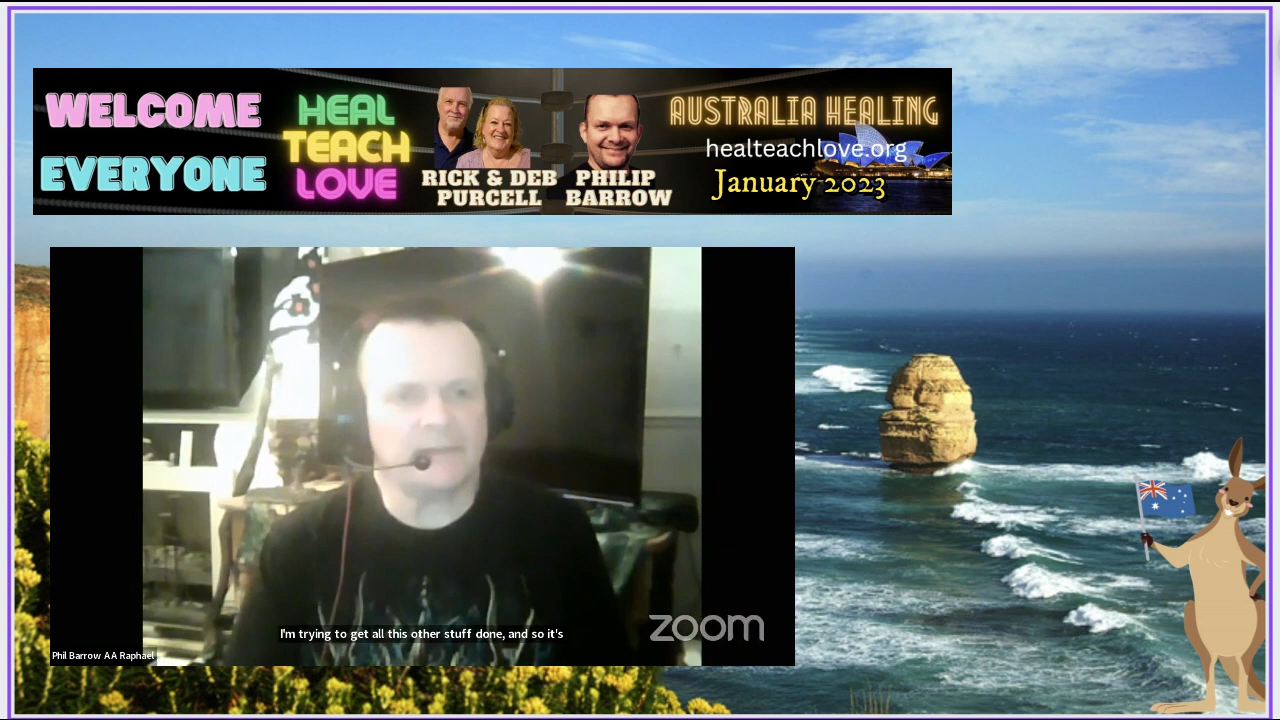 WELCOME
EVERYONE
HEAL
TEACH
LOVE
RICK & DEB
PURCELL
PHILIP
BARROW
AUSTRALIA HEALING
healteachlove.org
January 2023
I'm trying to get all this other stuff done, and so it's
zoom
Phil Barrow AA Raphael